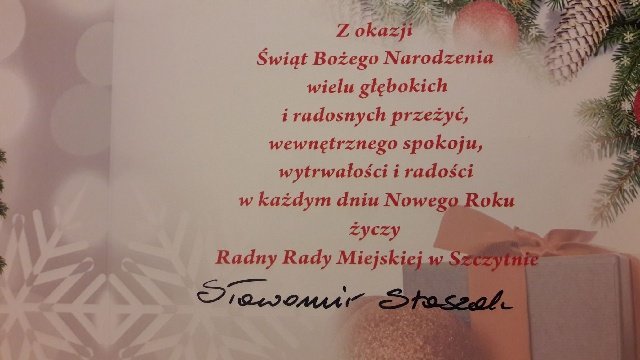 Z okazji
Świąt Bożego Narodzenia
wielu głębokich
i radosnych przeżyć,
wewnętrznego spokoju,
wytrwałości i radości
w każdym dniu Nowego Roku
życzy
Radny Rady Miejskiej w Szczytnie
Sławomir Staszak